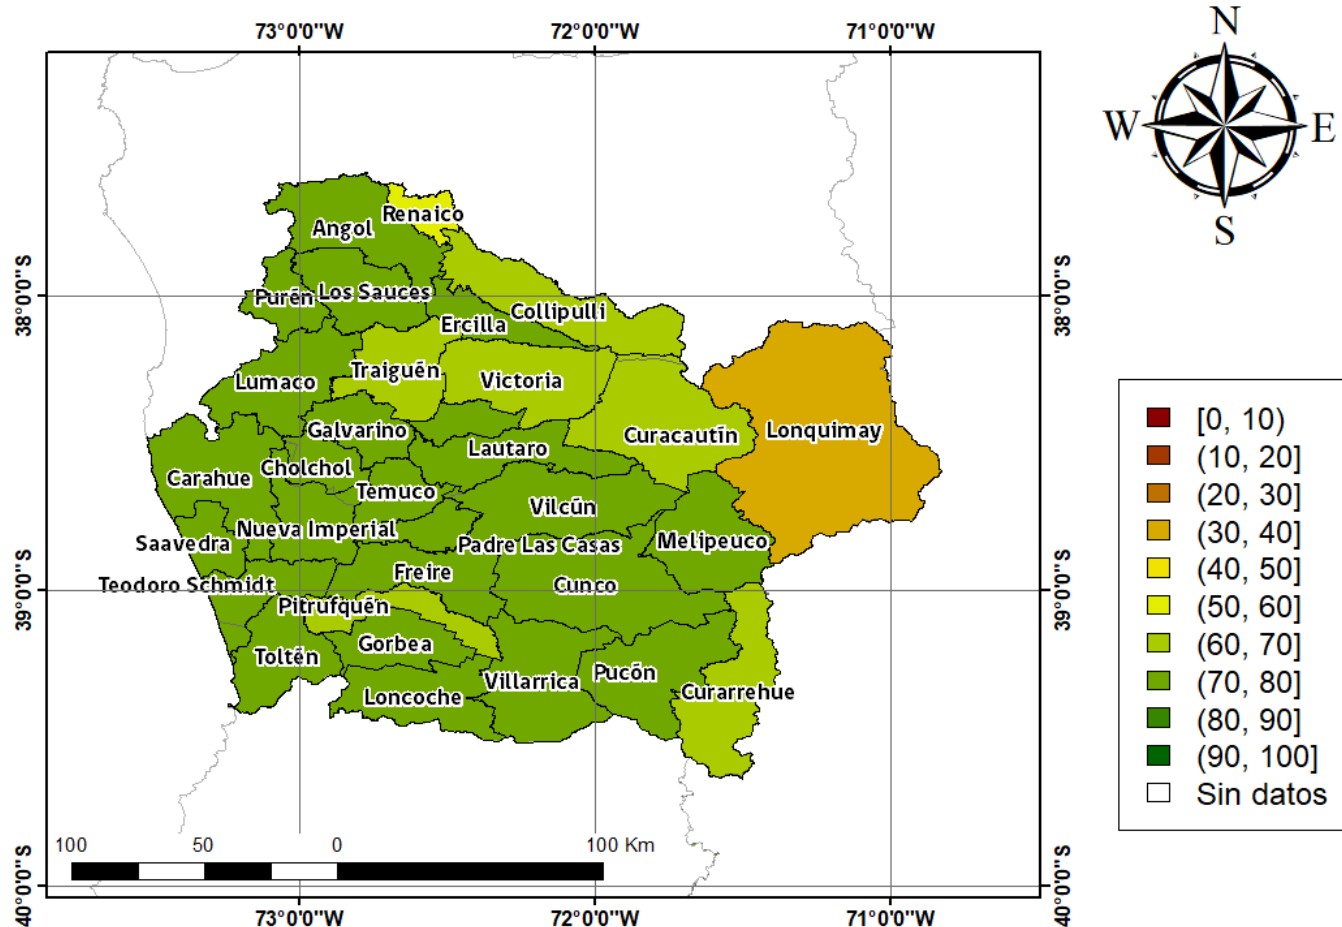 73°0'0"W 72°0'0"W 71°0'0"W
N
W E
S
38°0'0"S 38°0'0"S
39°0'0"S 39°0'0"S
40°0'0"S 40°0'0"S
Renaico
Angol
Purén Los Sauces
Collipulli
Ercilla
Traiguén
Victoria
Lumaco
Galvarino
Curacautín
Lonquimay
Lautaro
Cholchol
Carahue
Temuco
Vilcún
Nueva Imperial
Saavedra
Padre Las Casas
Melipeuco
Freire
Teodoro Schmidt
Cunco
Pitrufquén
Gorbea
Toltén
Pucón
Villarrica
Curarrehue
Loncoche
100 50 0 100 Km
73°0'0"W 72°0'0"W 71°0'0"W
[0, 10)
(10, 20]
(20, 30]
(30, 40]
(40, 50]
(50, 60]
(60, 70]
(70, 80]
(80, 90]
(90, 100]
Sin datos